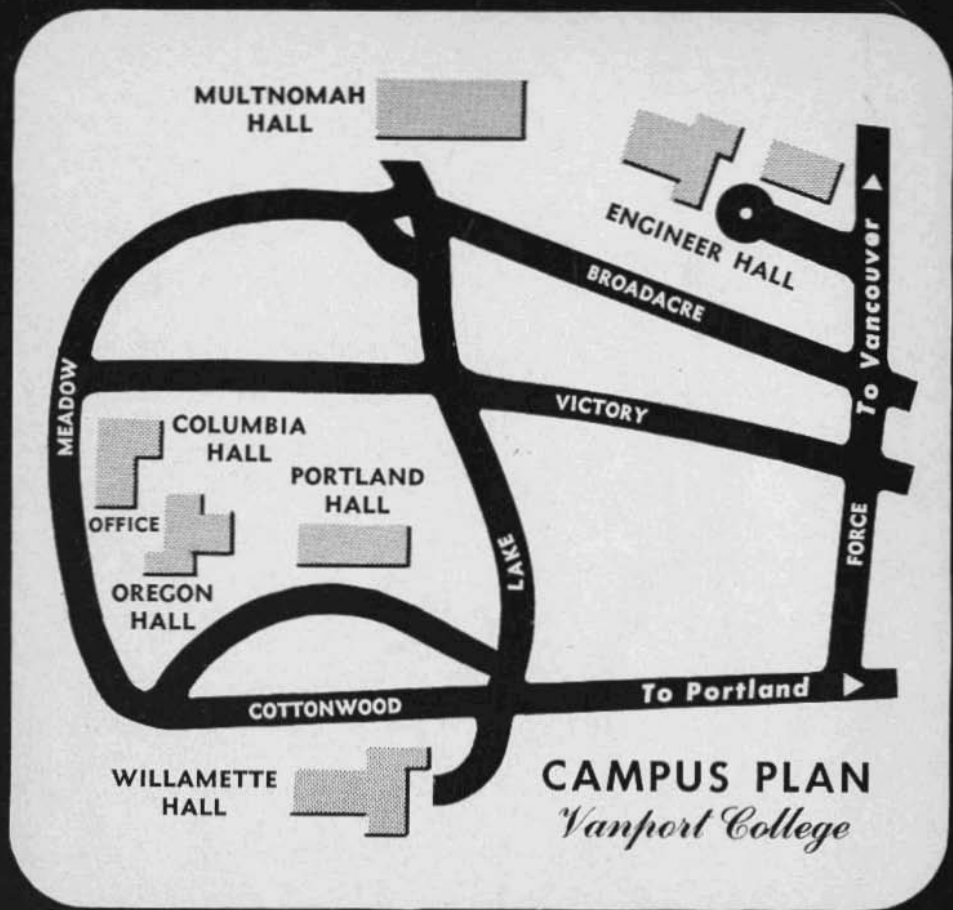 MULTNOMAH
HALL
ENGINEER HALL
To Vancouver
BROADACRE
MEADOW
VICTORY
COLUMBIA
HALL
PORTLAND
HALL
OFFICE
OREGON
HALL
LAKE
FORCE
COTTONWOOD
To Portland
WILLAMETTE
HALL
CAMPUS PLAN
Vanport College